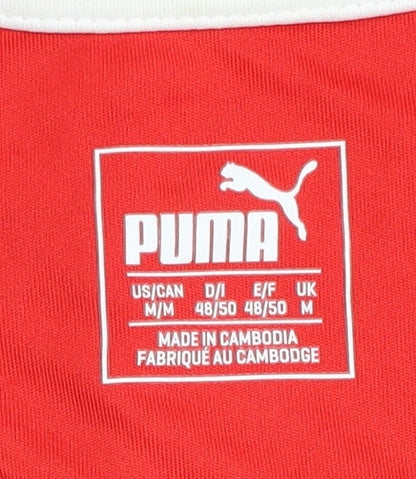 PUMA
US/CAN D/I E/F UK
M/M 48/50 48/50 M
MADE IN CAMBODIA
FABRIQUÉ AU CAMBODGE